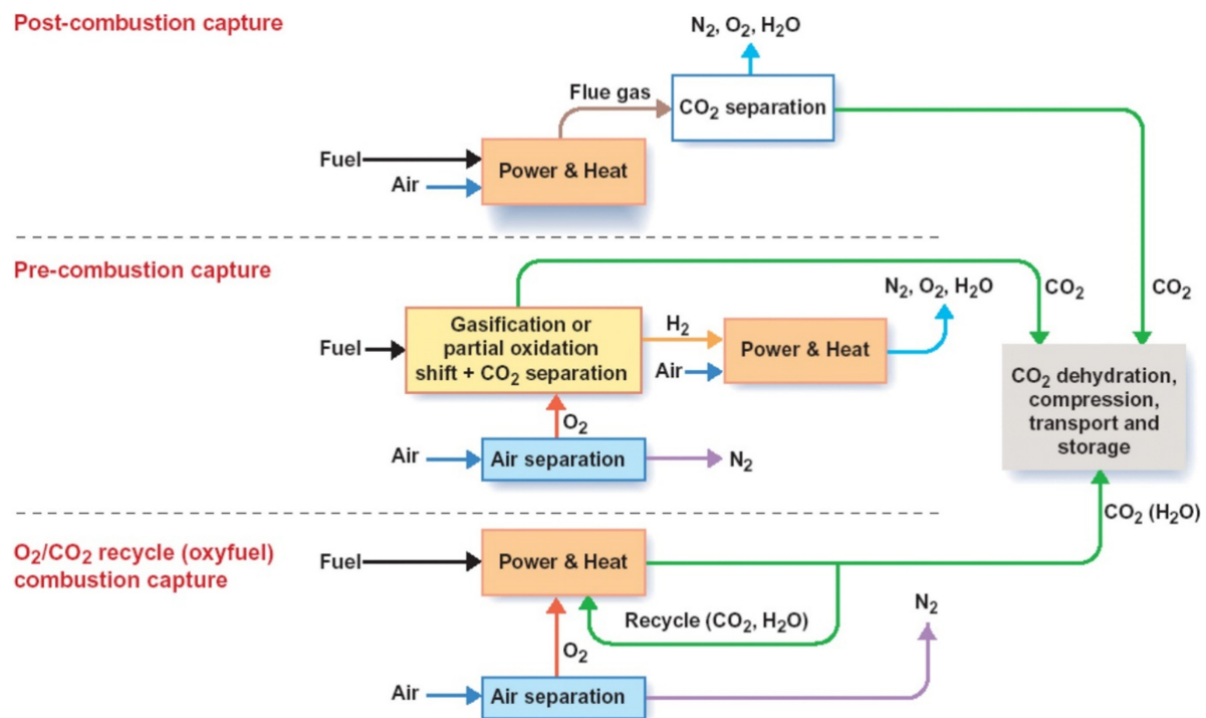 Post-combustion capture
N₂, O₂, H₂O
Flue gas
CO₂ separation
Fuel
Power & Heat
Air
Pre-combustion capture
N₂, O₂, H₂O
CO₂
CO₂
Gasification or
partial oxidation
shift + CO₂ separation
H₂
Fuel
Power & Heat
Air
CO₂ dehydration,
compression,
transport and
storage
O₂
Air
Air separation
N₂
CO₂ (H₂O)
O₂/CO₂ recycle (oxyfuel)
combustion capture
Fuel
Power & Heat
Recycle (CO₂, H₂O)
N₂
O₂
Air
Air separation